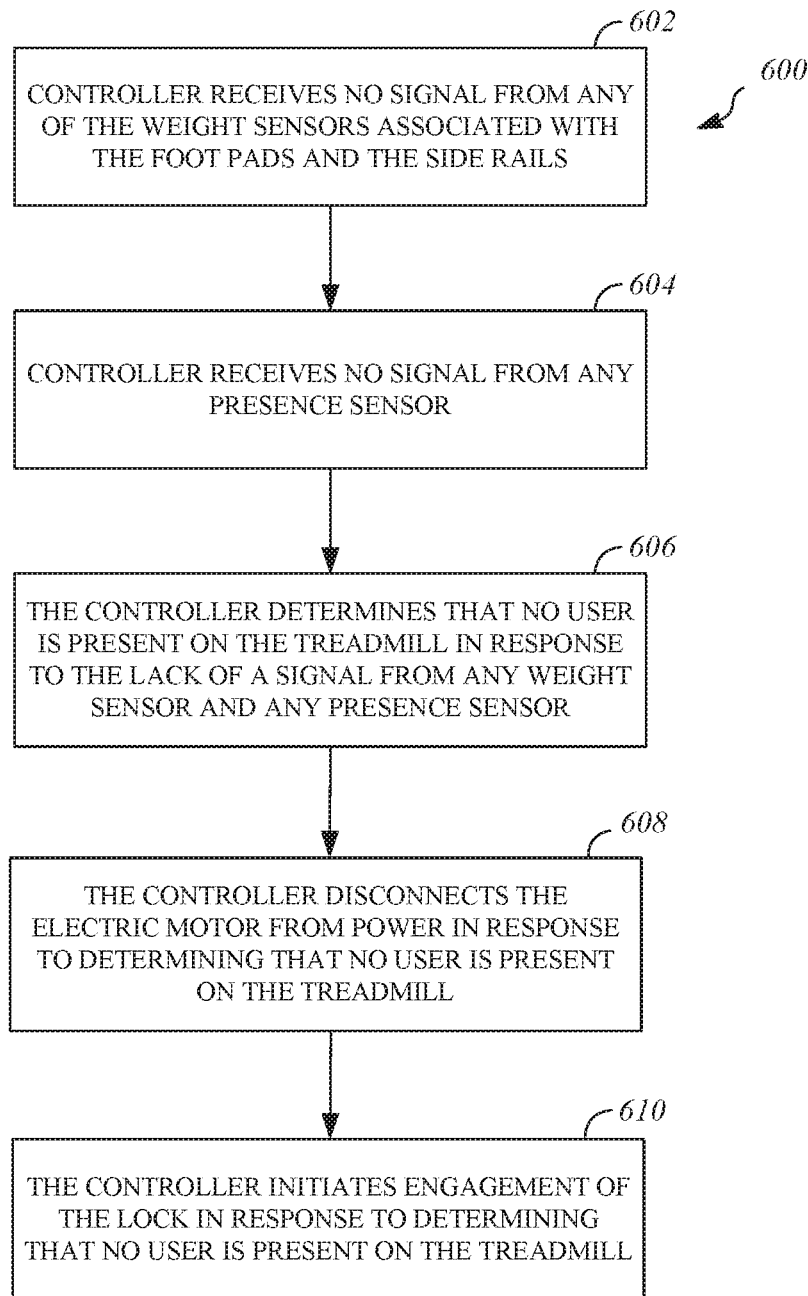 602
600
CONTROLLER RECEIVES NO SIGNAL FROM ANY
OF THE WEIGHT SENSORS ASSOCIATED WITH
THE FOOT PADS AND THE SIDE RAILS
604
CONTROLLER RECEIVES NO SIGNAL FROM ANY
PRESENCE SENSOR
606
THE CONTROLLER DETERMINES THAT NO USER
IS PRESENT ON THE TREADMILL IN RESPONSE
TO THE LACK OF A SIGNAL FROM ANY WEIGHT
SENSOR AND ANY PRESENCE SENSOR
608
THE CONTROLLER DISCONNECTS THE
ELECTRIC MOTOR FROM POWER IN RESPONSE
TO DETERMINING THAT NO USER IS PRESENT
ON THE TREADMILL
610
THE CONTROLLER INITIATES ENGAGEMENT OF
THE LOCK IN RESPONSE TO DETERMINING
THAT NO USER IS PRESENT ON THE TREADMILL